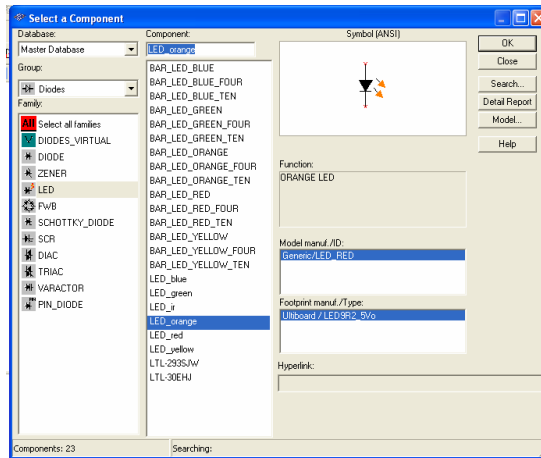 Select a Component
Database:
Master Database
Group:
Diodes
Family:
All Select all families
DIODES_VIRTUAL
DIODE
ZENER
LED
FWB
SCHOTTKY_DIODE
SCR
DIAC
TRIAC
VARACTOR
PIN_DIODE
Component:
LED_orange
BAR_LED_BLUE
BAR_LED_BLUE_FOUR
BAR_LED_BLUE_TEN
BAR_LED_GREEN
BAR_LED_GREEN_FOUR
BAR_LED_GREEN_TEN
BAR_LED_ORANGE
BAR_LED_ORANGE_FOUR
BAR_LED_ORANGE_TEN
BAR_LED_RED
BAR_LED_RED_FOUR
BAR_LED_RED_TEN
BAR_LED_YELLOW
BAR_LED_YELLOW_FOUR
BAR_LED_YELLOW_TEN
LED_blue
LED_green
LED_ir
LED_orange
LED_red
LED_yellow
LTL-293SJW
LTL-30EHJ
Symbol (ANSI)
Function:
ORANGE LED
Model manuf./ID:
Generic/LED_RED
Footprint manuf./Type:
Ultiboard / LED9R2_5Vo
Hyperlink:
OK
Close
Search...
Detail Report
Model...
Help
Components: 23
Searching: